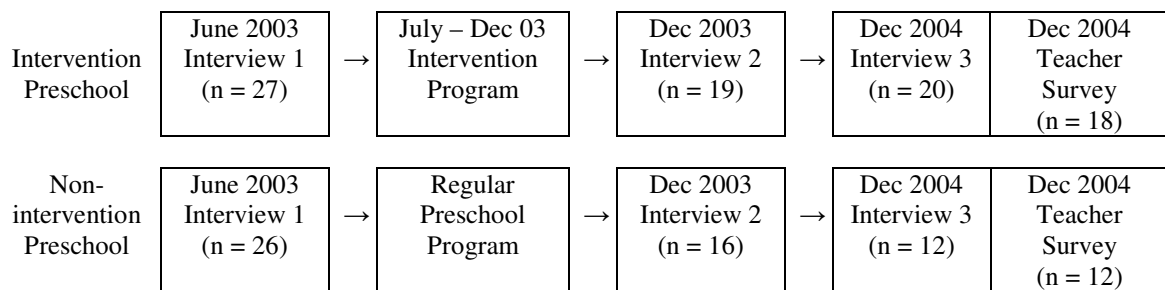 Intervention
Preschool
June 2003
Interview 1
(n = 27)
→
July – Dec 03
Intervention
Program
→
Dec 2003
Interview 2
(n = 19)
→
Dec 2004
Interview 3
(n = 20)
Dec 2004
Teacher
Survey
(n = 18)
Non-
intervention
Preschool
June 2003
Interview 1
(n = 26)
→
Regular
Preschool
Program
→
Dec 2003
Interview 2
(n = 16)
→
Dec 2004
Interview 3
(n = 12)
Dec 2004
Teacher
Survey
(n = 12)